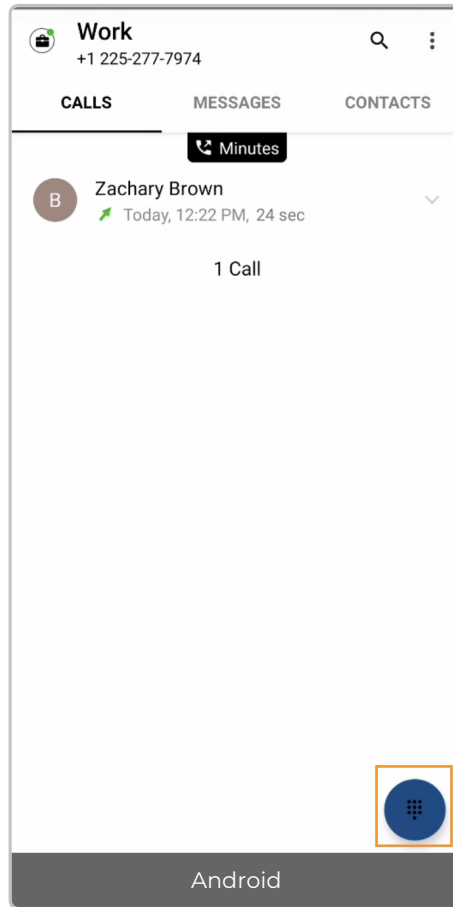 Work
+1 225-277-7974
CALLS MESSAGES CONTACTS
Minutes
B
Zachary Brown
Today, 12:22 PM, 24 sec
1 Call
Android